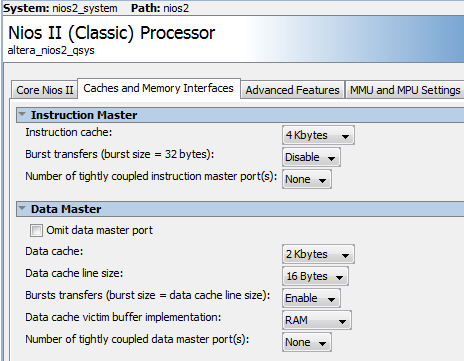 System: nios2_system Path: nios2
Nios II (Classic) Processor
altera_nios2_qsys
Core Nios II Caches and Memory Interfaces Advanced Features MMU and MPU Settings
Instruction Master
Instruction cache: 4 Kbytes
Burst transfers (burst size = 32 bytes): Disable
Number of tightly coupled instruction master port(s): None
Data Master
Omit data master port
Data cache: 2 Kbytes
Data cache line size: 16 Bytes
Bursts transfers (burst size = data cache line size): Enable
Data cache victim buffer implementation: RAM
Number of tightly coupled data master port(s): None